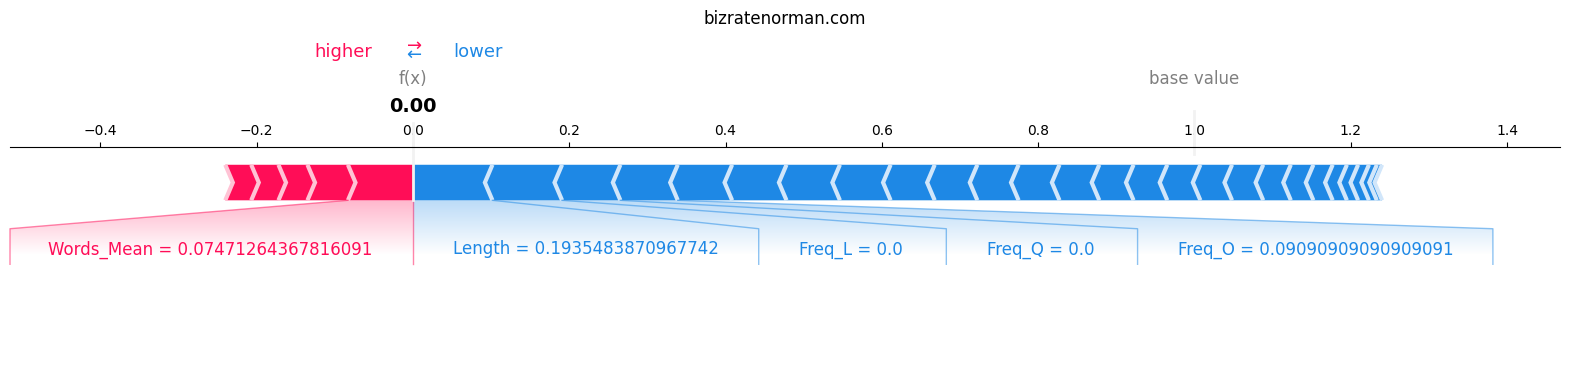 bizratenorman.com
higher ⇄ lower
f(x) base value
0.00
−0.4 −0.2 0.0 0.2 0.4 0.6 0.8 1.0 1.2 1.4
Words_Mean = 0.07471264367816091 Length = 0.1935483870967742 Freq_L = 0.0 Freq_Q = 0.0 Freq_O = 0.09090909090909091